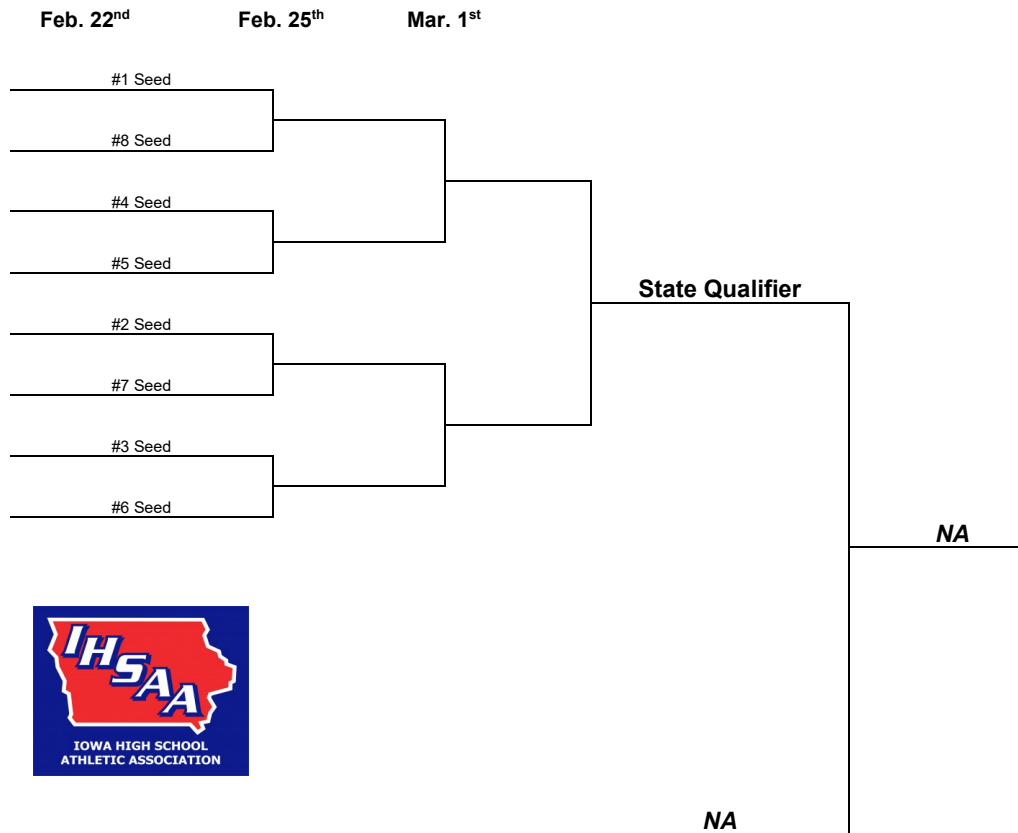 Feb. 22nd Feb. 25th Mar. 1st
#1 Seed
#8 Seed
#4 Seed
#5 Seed
State Qualifier
#2 Seed
#7 Seed
#3 Seed
#6 Seed
NA
IHSAA
IOWA HIGH SCHOOL
ATHLETIC ASSOCIATION
NA